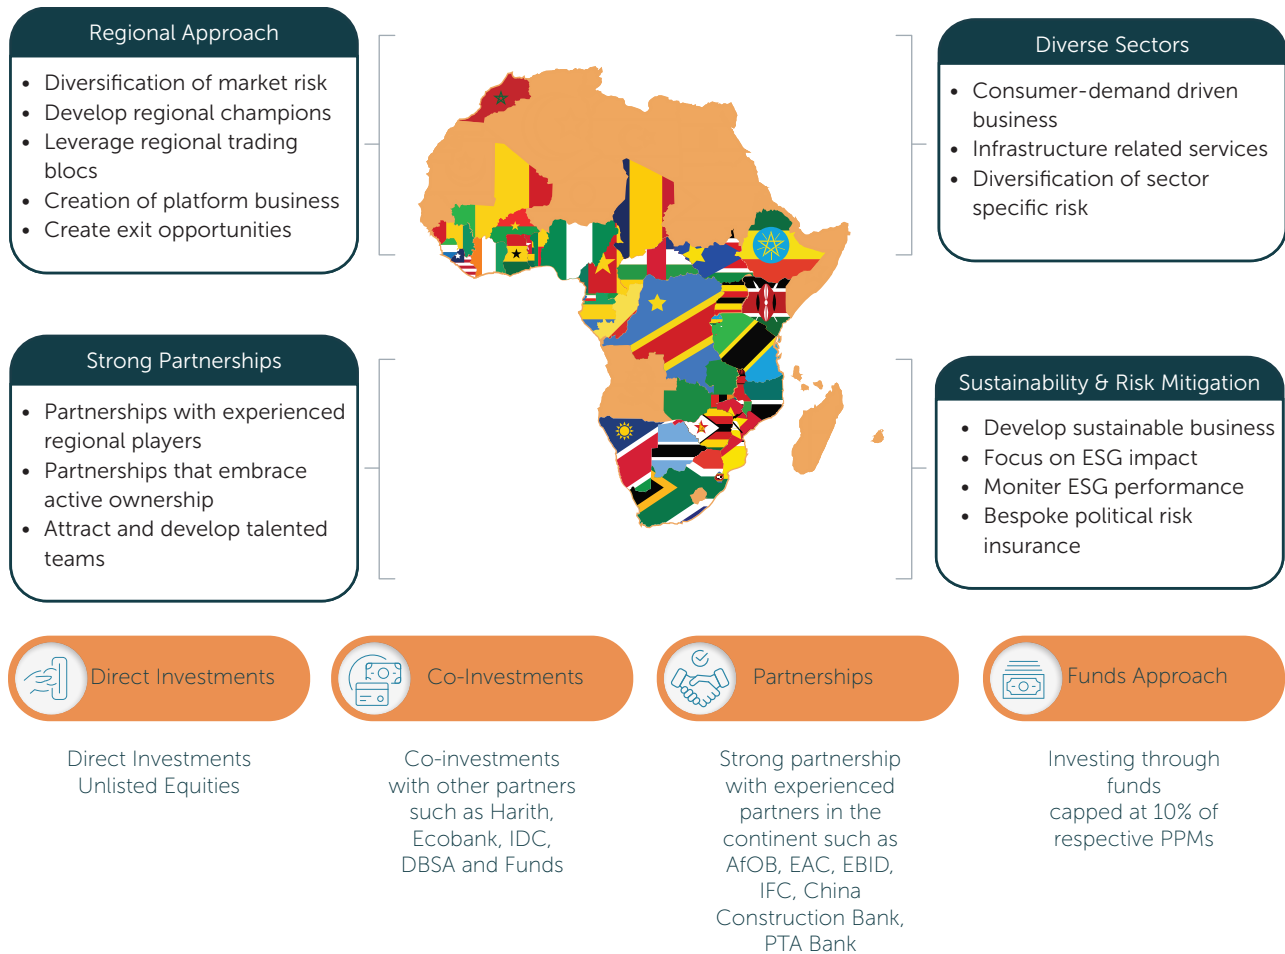 Regional Approach
• Diversification of market risk
• Develop regional champions
• Leverage regional trading
blocs
• Creation of platform business
• Create exit opportunities
Diverse Sectors
• Consumer-demand driven
business
• Infrastructure related services
• Diversification of sector
specific risk
Strong Partnerships
• Partnerships with experienced
regional players
• Partnerships that embrace
active ownership
• Attract and develop talented
teams
Sustainability & Risk Mitigation
• Develop sustainable business
• Focus on ESG impact
• Moniter ESG performance
• Bespoke political risk
insurance
Direct Investments
Direct Investments
Unlisted Equities
Co-Investments
Co-investments
with other partners
such as Harith,
Ecobank, IDC,
DBSA and Funds
Partnerships
Strong partnership
with experienced
partners in the
continent such as
AfOB, EAC, EBID,
IFC, China
Construction Bank,
PTA Bank
Funds Approach
Investing through
funds
capped at 10% of
respective PPMs